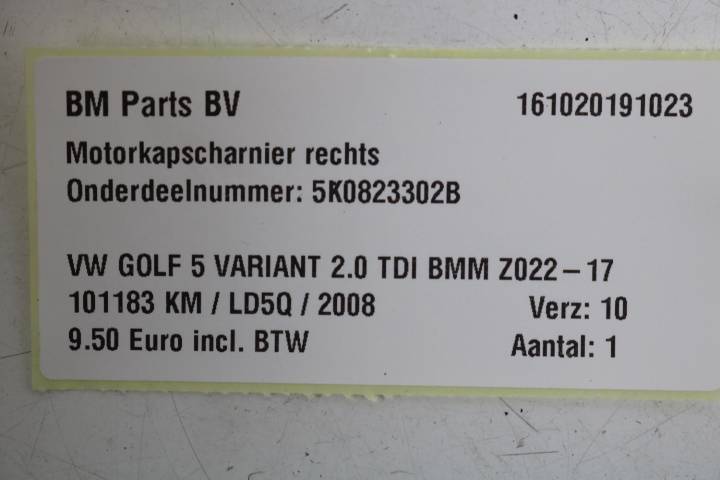 BM Parts BV 161020191023
Motorkapscharnier rechts
Onderdeelnummer: 5K0823302B
VW GOLF 5 VARIANT 2.0 TDI BMM Z022-17
101183 KM / LD5Q / 2008 Verz: 10
9.50 Euro incl. BTW Aantal: 1